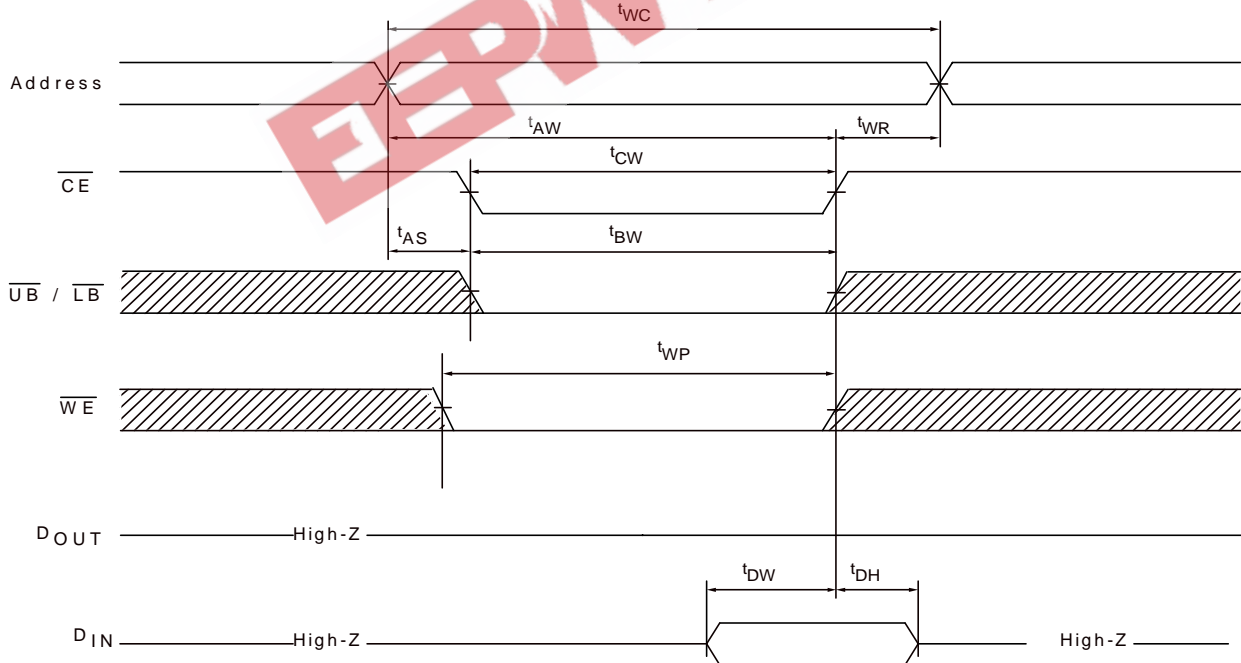 tWC
Address
tAW
tWR
tCW
CE
tAS
tBW
UB / LB
tWP
WE
DOUT
High-Z
tDW
tDH
DIN
High-Z
High-Z